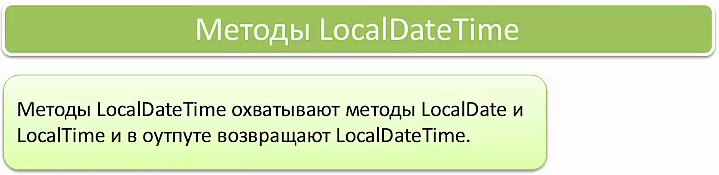 Методы LocalDateTime
Методы LocalDateTime охватывают методы LocalDate и
LocalTime и в оутпуте возвращают LocalDateTime.